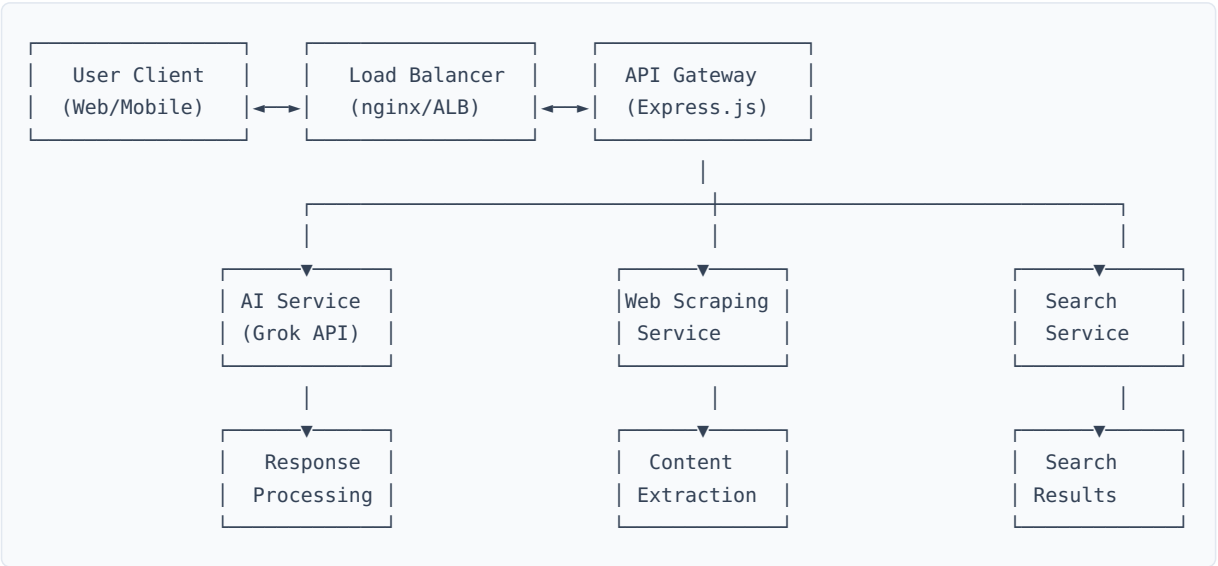 User Client Load Balancer API Gateway
(Web/Mobile) (nginx/ALB) (Express.js)
AI Service Web Scraping Search
(Grok API) Service Service
Response Content Search
Processing Extraction Results